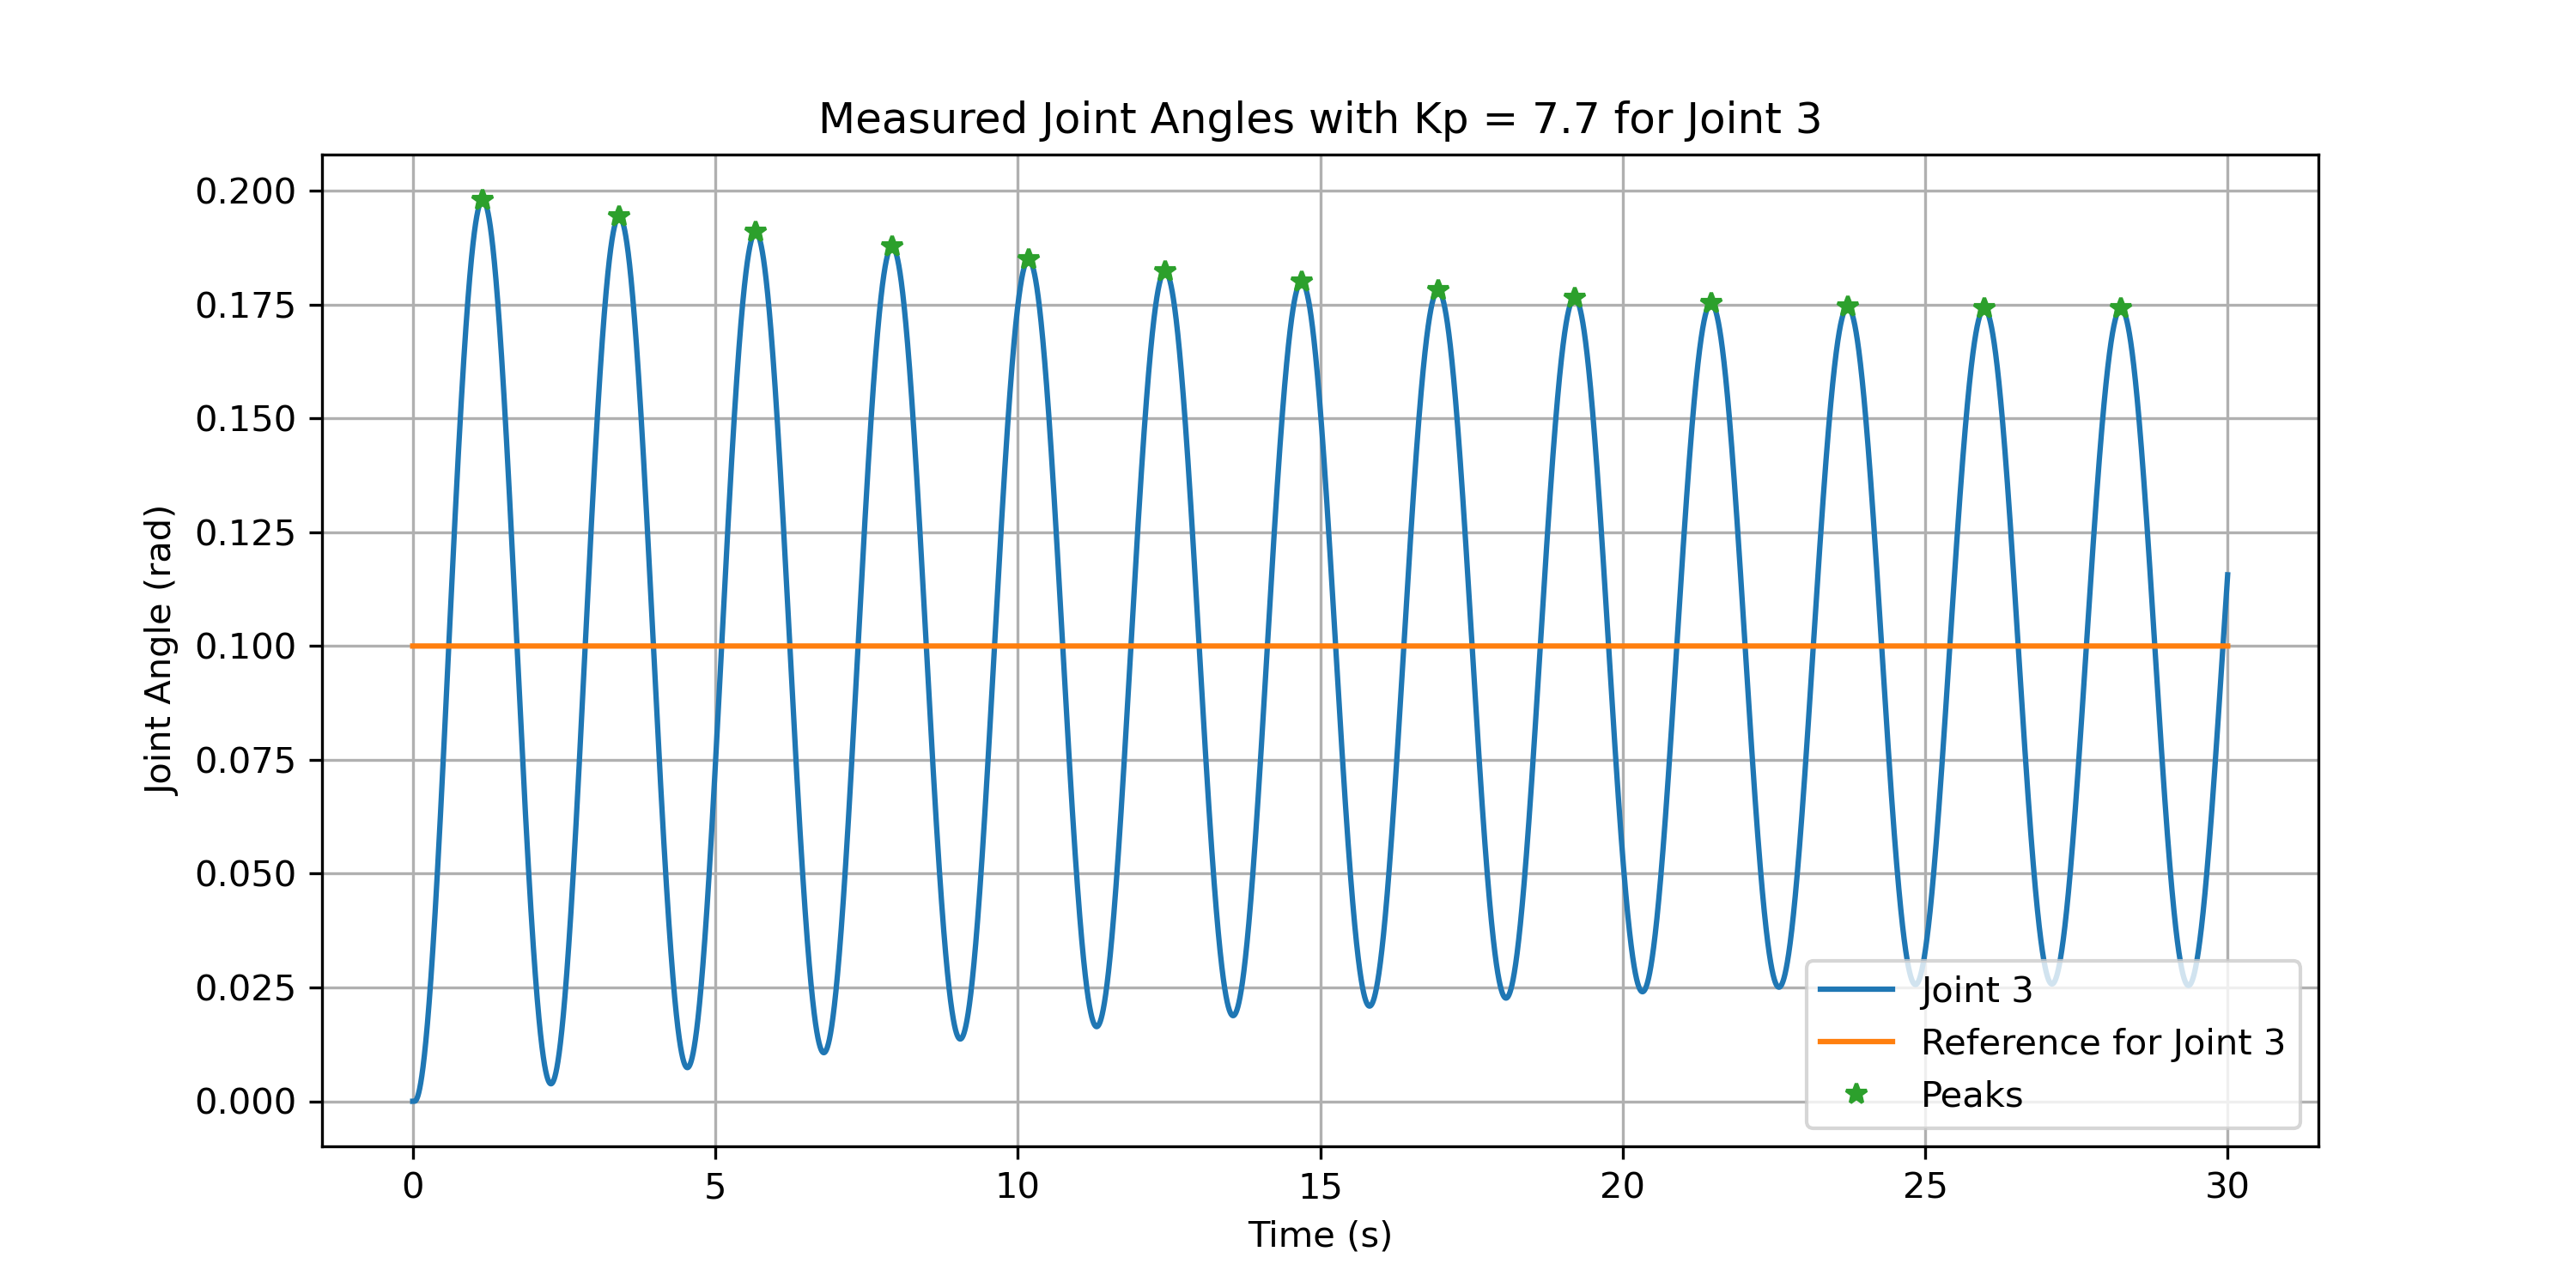 Measured Joint Angles with Kp = 7.7 for Joint 3
Joint Angle (rad)
0.200
0.175
0.150
0.125
0.100
0.075
0.050
0.025
0.000
Joint 3
Reference for Joint 3
Peaks
0 5 10 15 20 25 30
Time (s)